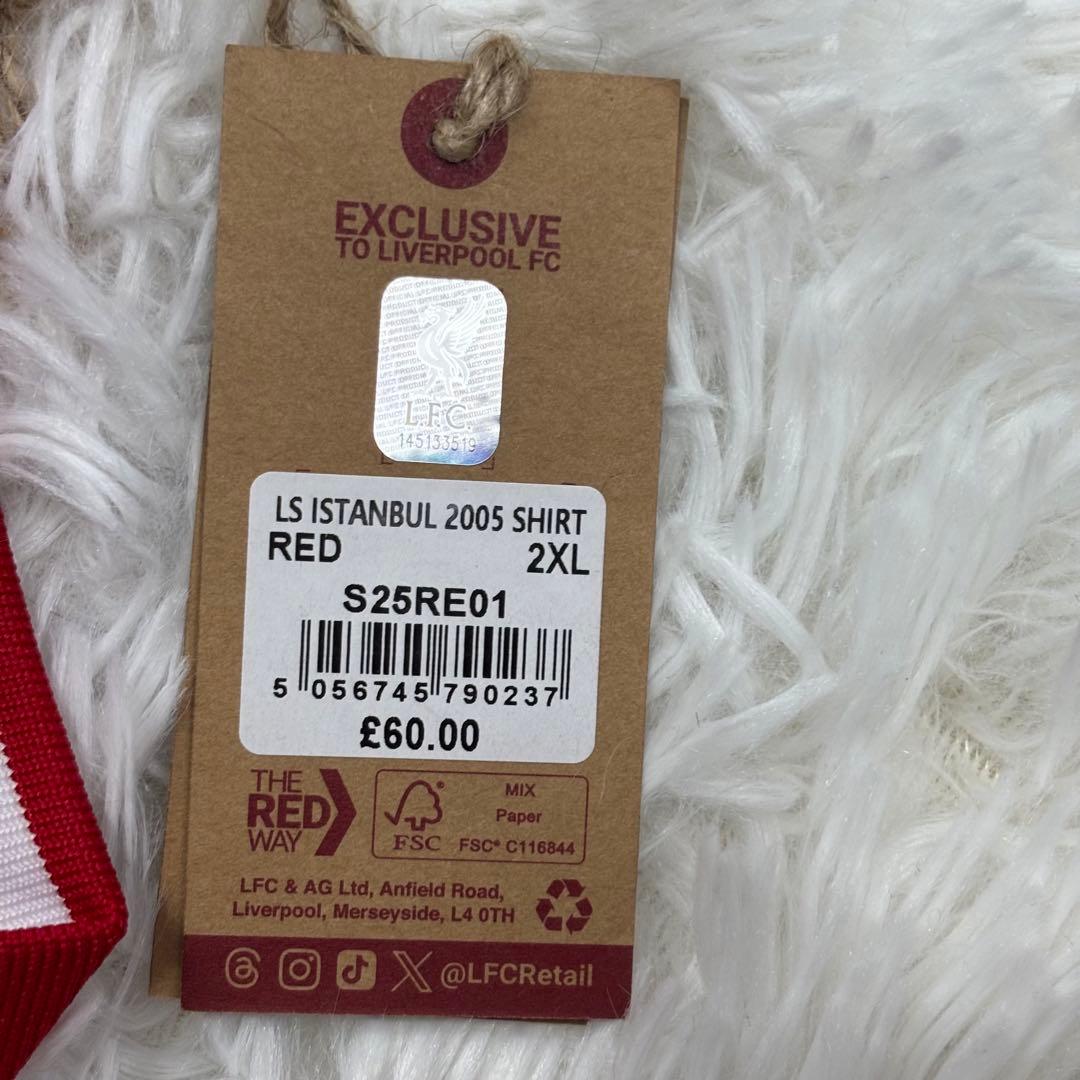 EXCLUSIVE
TO LIVERPOOL FC
L.F.C.
145133519
LS ISTANBUL 2005 SHIRT
RED 2XL
S25RE01
5 056745 790237
£60.00
THE
RED
WAY
FSC
MIX
Paper
FSC® C116844
LFC & AG Ltd, Anfield Road,
Liverpool, Merseyside, L4 0TH
@LFCRetail